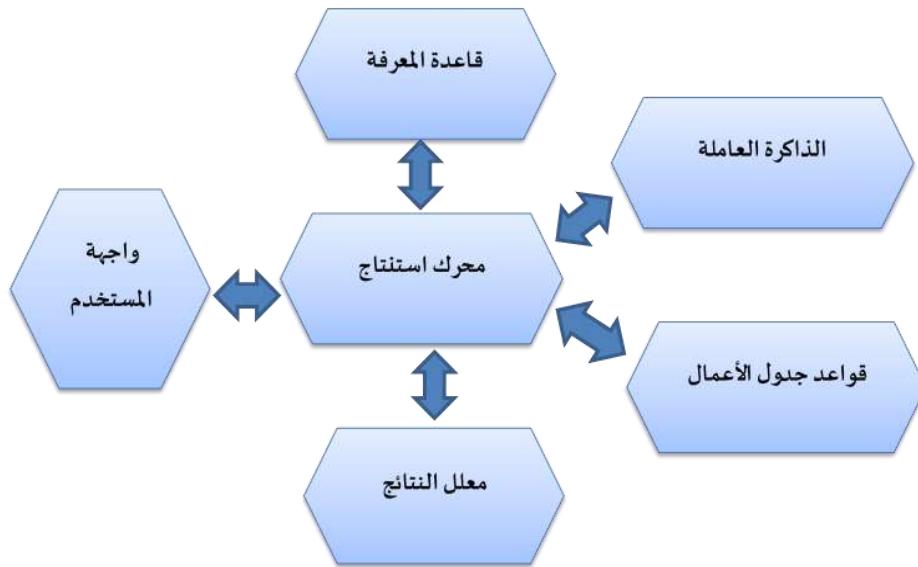 قاعدة المعرفة
الذاكرة العاملة
واجهة
المستخدم
محرك استنتاج
قواعد جدول الأعمال
معلل النتائج